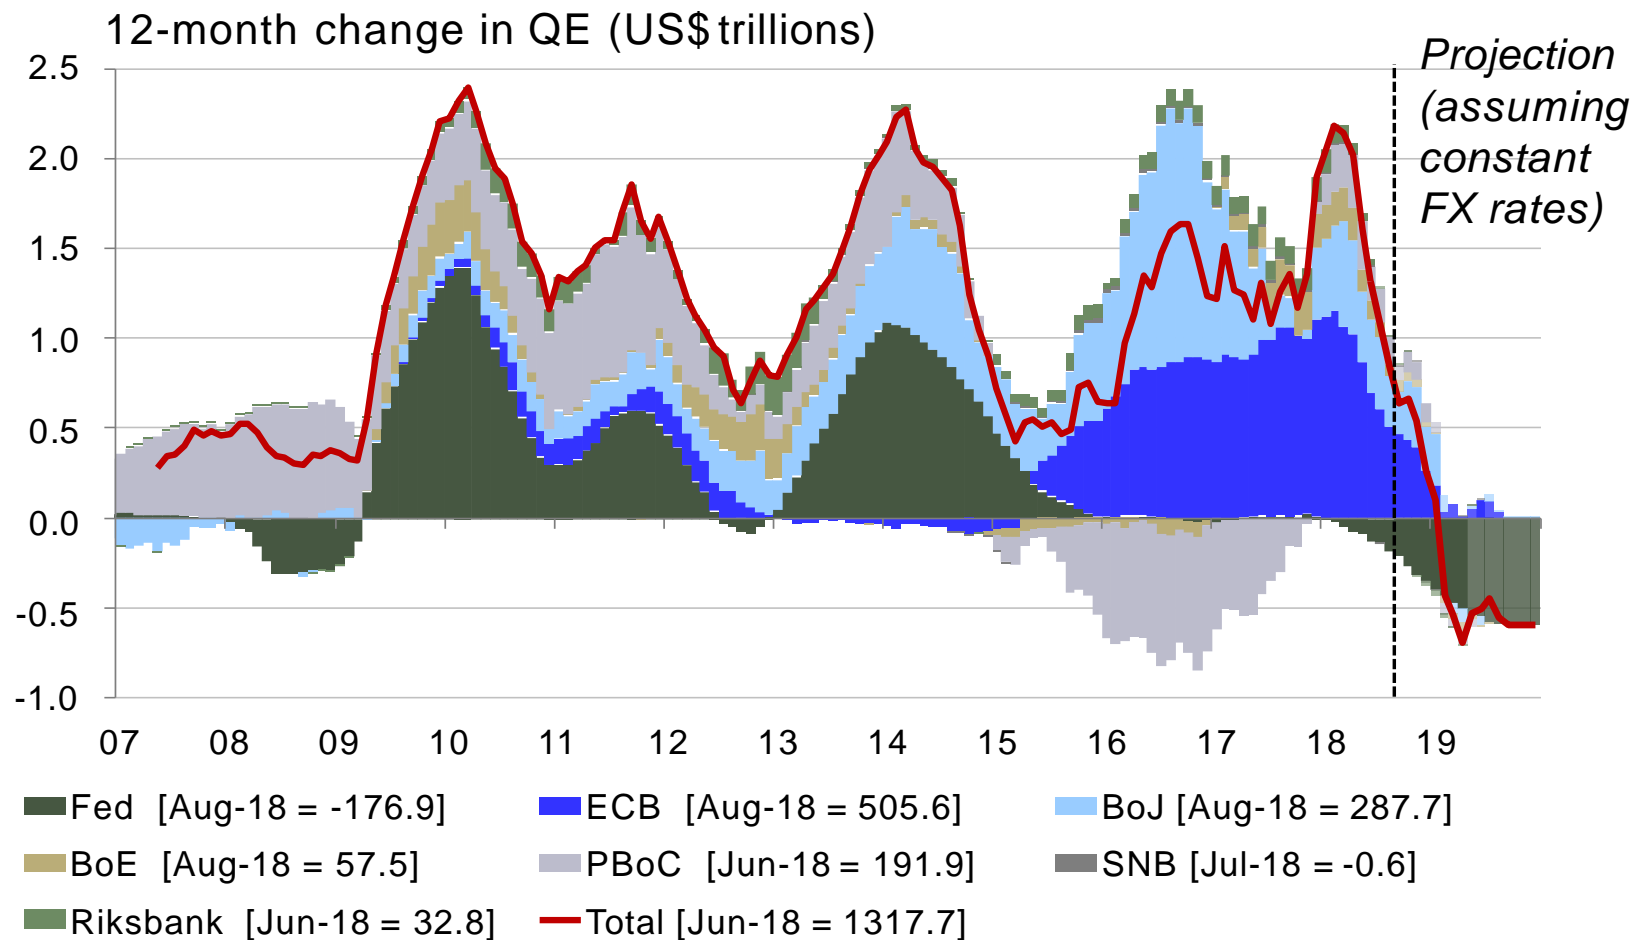 12-month change in QE (US$ trillions)
Projection
(assuming
constant
FX rates)
2.5
2.0
1.5
1.0
0.5
0.0
-0.5
-1.0
07 08 09 10 11 12 13 14 15 16 17 18 19
Fed [Aug-18 = -176.9] ECB [Aug-18 = 505.6] BoJ [Aug-18 = 287.7]
BoE [Aug-18 = 57.5] PBoC [Jun-18 = 191.9] SNB [Jul-18 = -0.6]
Riksbank [Jun-18 = 32.8] Total [Jun-18 = 1317.7]